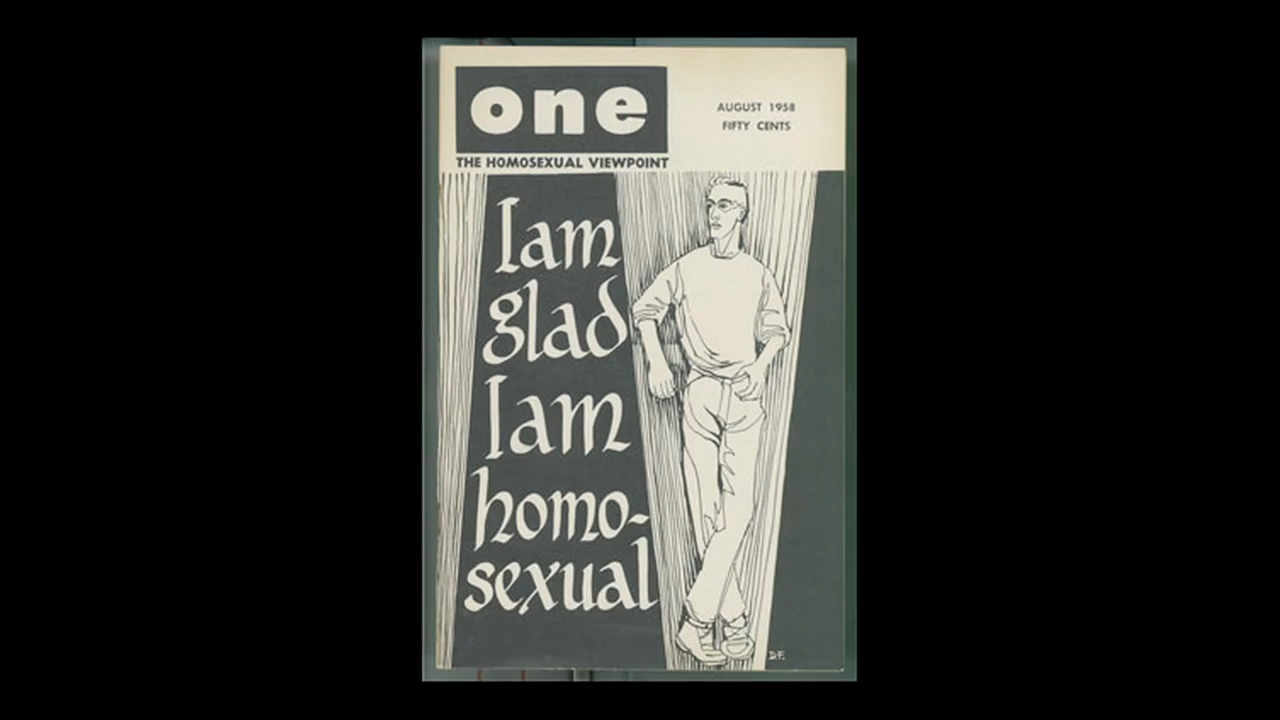 one
AUGUST 1958
FIFTY CENTS
THE HOMOSEXUAL VIEWPOINT
I am
glad
I am
homo-
sexual
D.F.